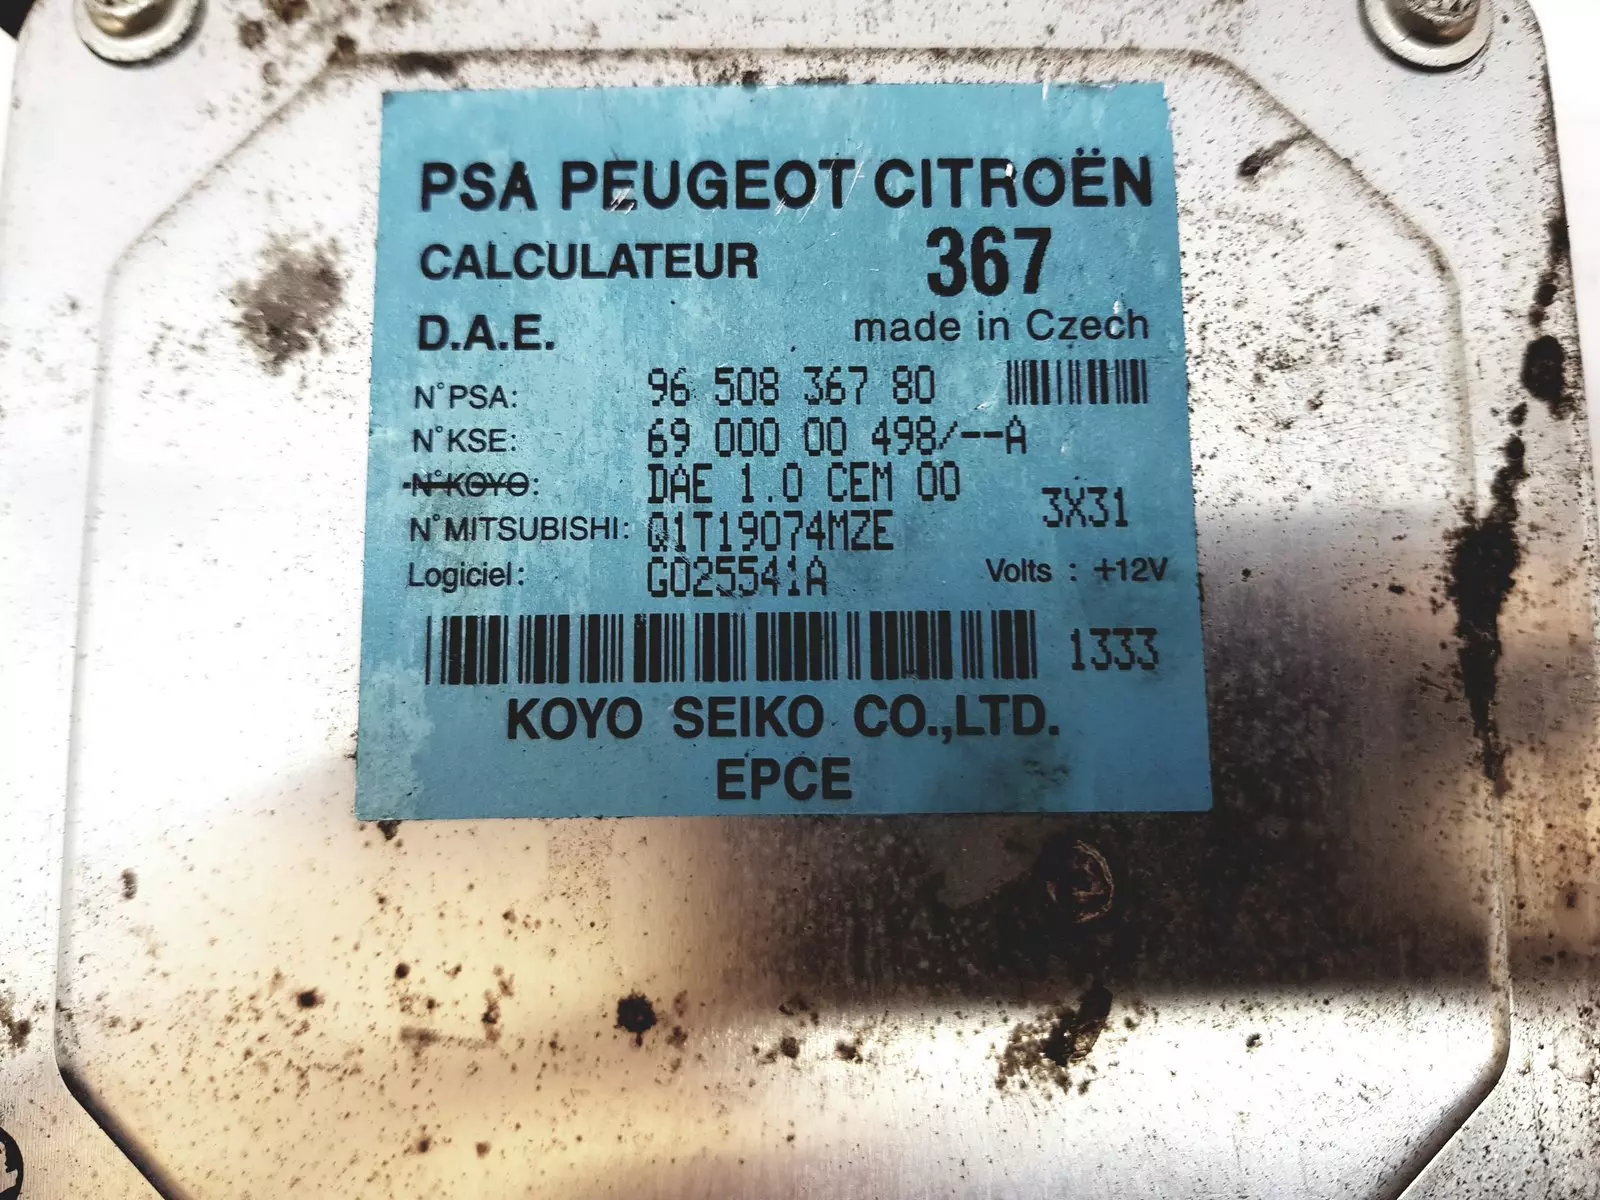 PSA PEUGEOT CITROËN
CALCULATEUR 367
D.A.E. made in Czech
N°PSA: 96 508 367 80
N°KSE: 69 000 00 498/--A
N°KOYO: DAE 1.0 CEM 00
3X31
N°MITSUBISHI: Q1T19074MZE
Logiciel: G025541A Volts : +12V
1333
KOYO SEIKO CO.,LTD.
EPCE